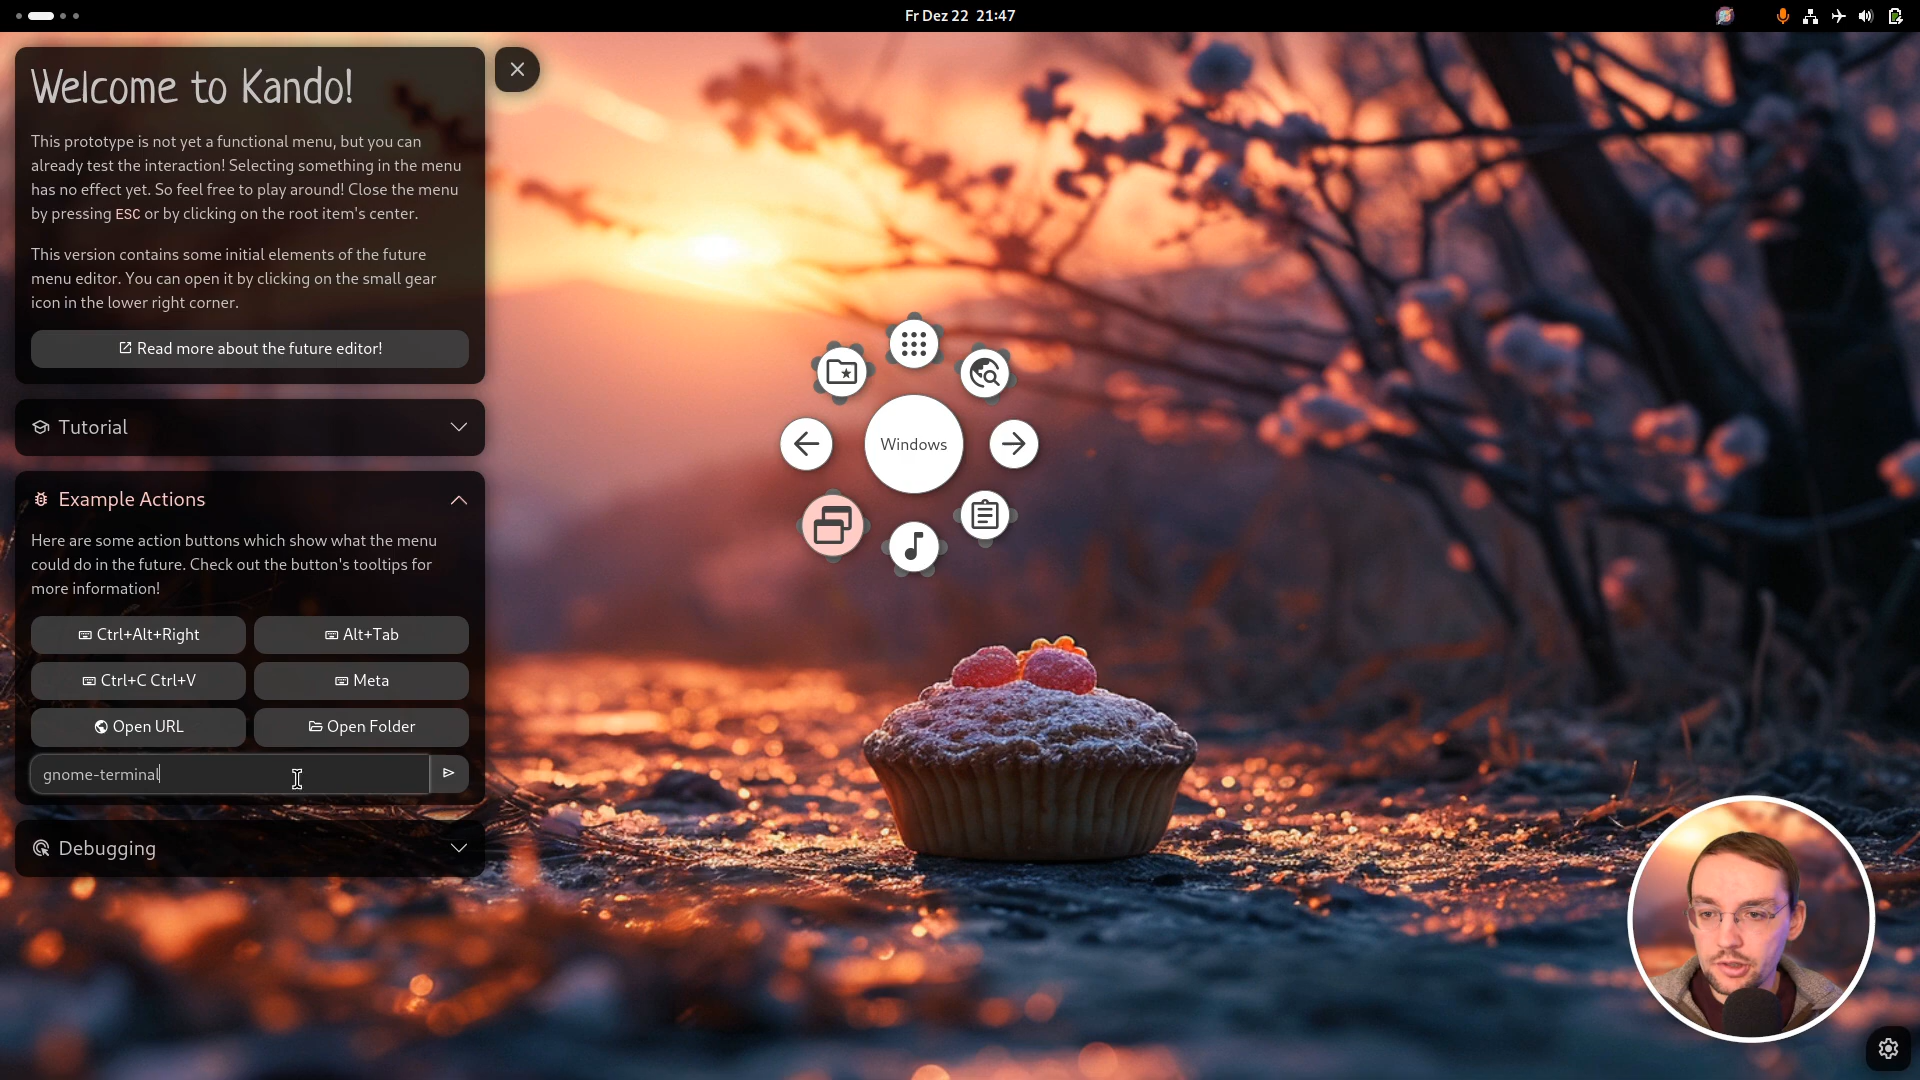 Fr Dez 22 21:47
Welcome to Kando!
This prototype is not yet a functional menu, but you can
already test the interaction! Selecting something in the menu
has no effect yet. So feel free to play around! Close the menu
by pressing ESC or by clicking on the root item's center.
This version contains some initial elements of the future
menu editor. You can open it by clicking on the small gear
icon in the lower right corner.
Read more about the future editor!
Tutorial
Example Actions
Here are some action buttons which show what the menu
could do in the future. Check out the button's tooltips for
more information!
Ctrl+Alt+Right
Alt+Tab
Ctrl+C Ctrl+V
Meta
Open URL
Open Folder
gnome-terminal
Debugging
Windows